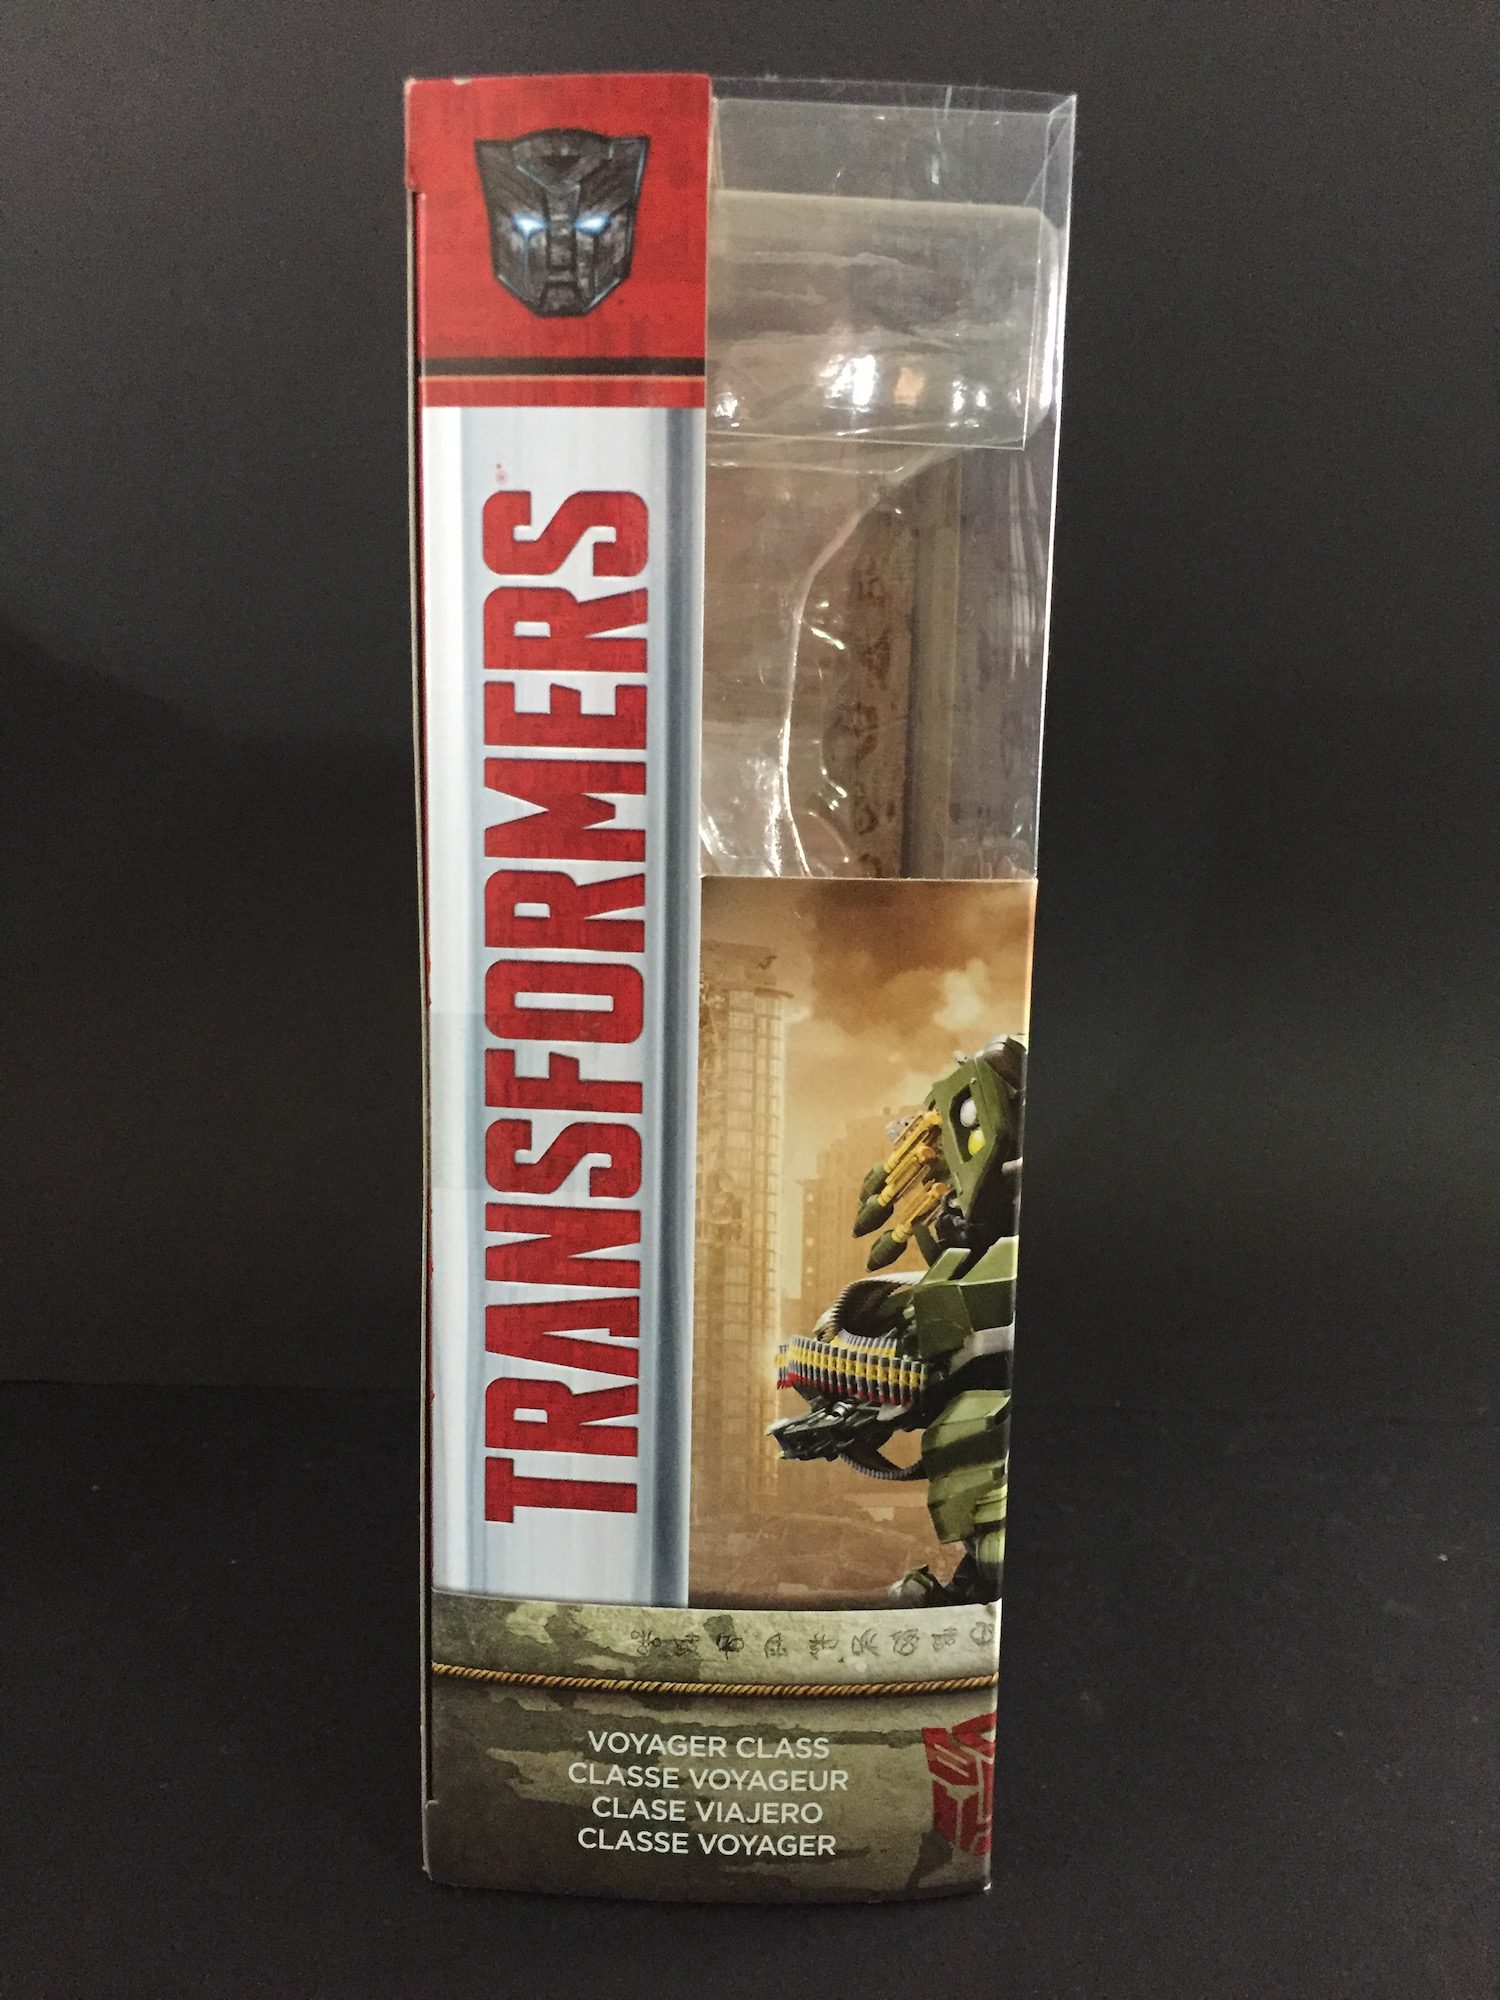 TRANSFORMERS
VOYAGER CLASS
CLASSE VOYAGEUR
CLASE VIAJERO
CLASSE VOYAGER